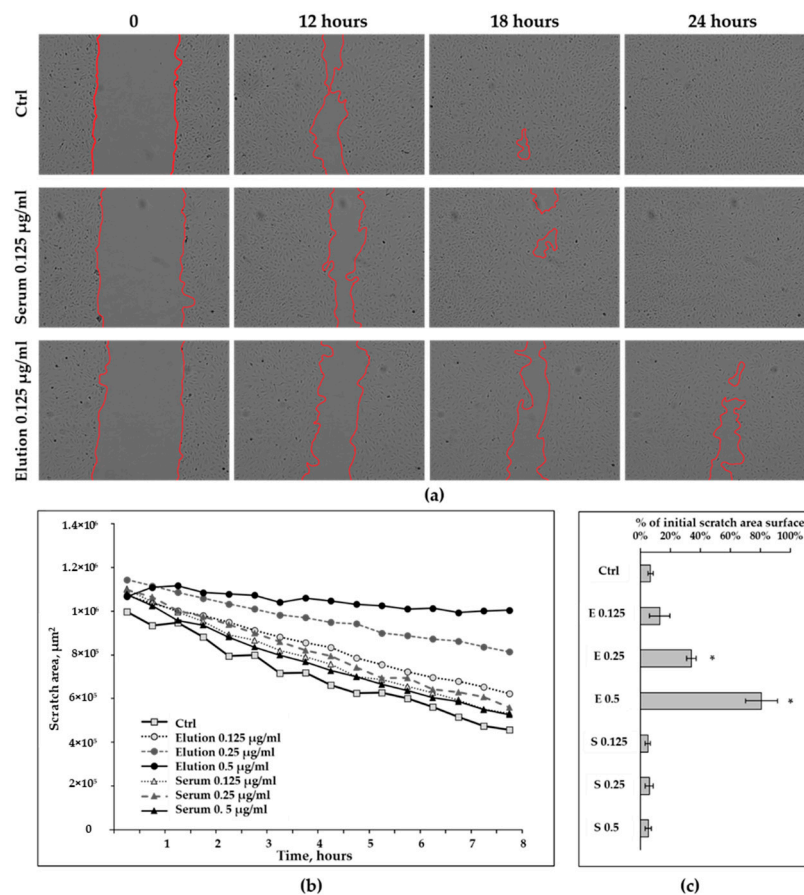 0 12 hours 18 hours 24 hours
Ctrl
Serum 0.125 μg/ml
Elution 0.125 μg/ml
(a)
1.4×10⁶
1.2×10⁶
1×10⁶
8×10⁵
6×10⁵
4×10⁵
2×10⁵
0
Scratch area, μm²
Ctrl
Elution 0.125 μg/ml
Elution 0.25 μg/ml
Elution 0.5 μg/ml
Serum 0.125 μg/ml
Serum 0.25 μg/ml
Serum 0. 5 μg/ml
1 2 3 4 5 6 7 8
Time, hours
(b)
% of initial scratch area surface
0% 20% 40% 60% 80% 100%
Ctrl
E 0.125
E 0.25 *
E 0.5 *
S 0.125
S 0.25
S 0.5
(c)